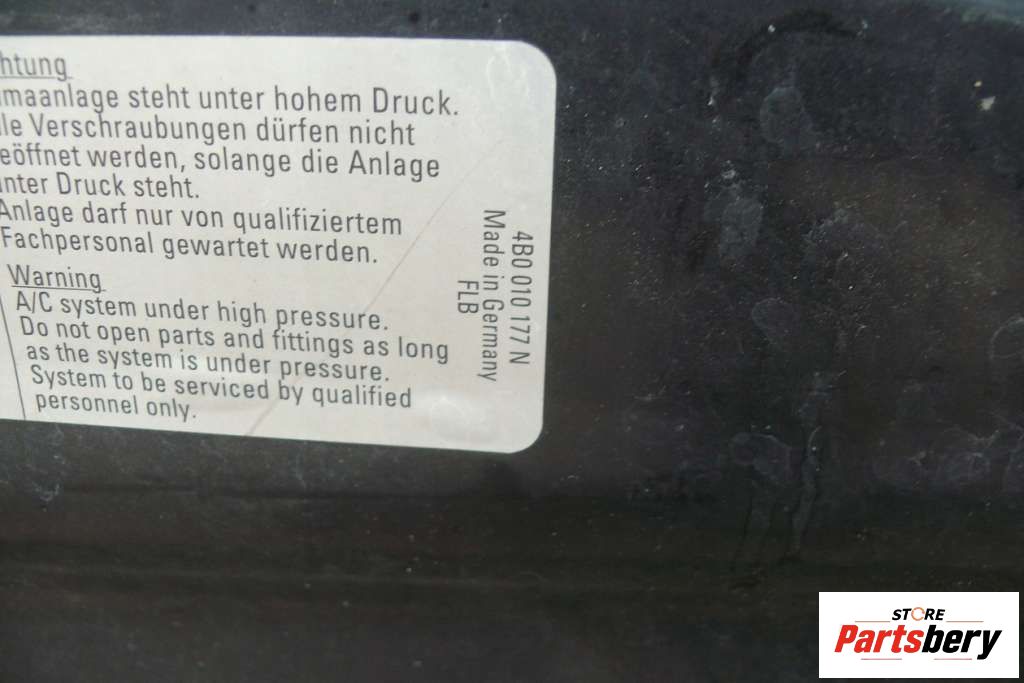 htung
maanlage steht unter hohem Druck.
le Verschraubungen dürfen nicht
eöffnet werden, solange die Anlage
nter Druck steht.
Anlage darf nur von qualifiziertem
Fachpersonal gewartet werden.
Warning
A/C system under high pressure.
Do not open parts and fittings as long
as the system is under pressure.
System to be serviced by qualified
personnel only.
4B0 010 177 N
Made in Germany
FLB
STORE
Partsbery